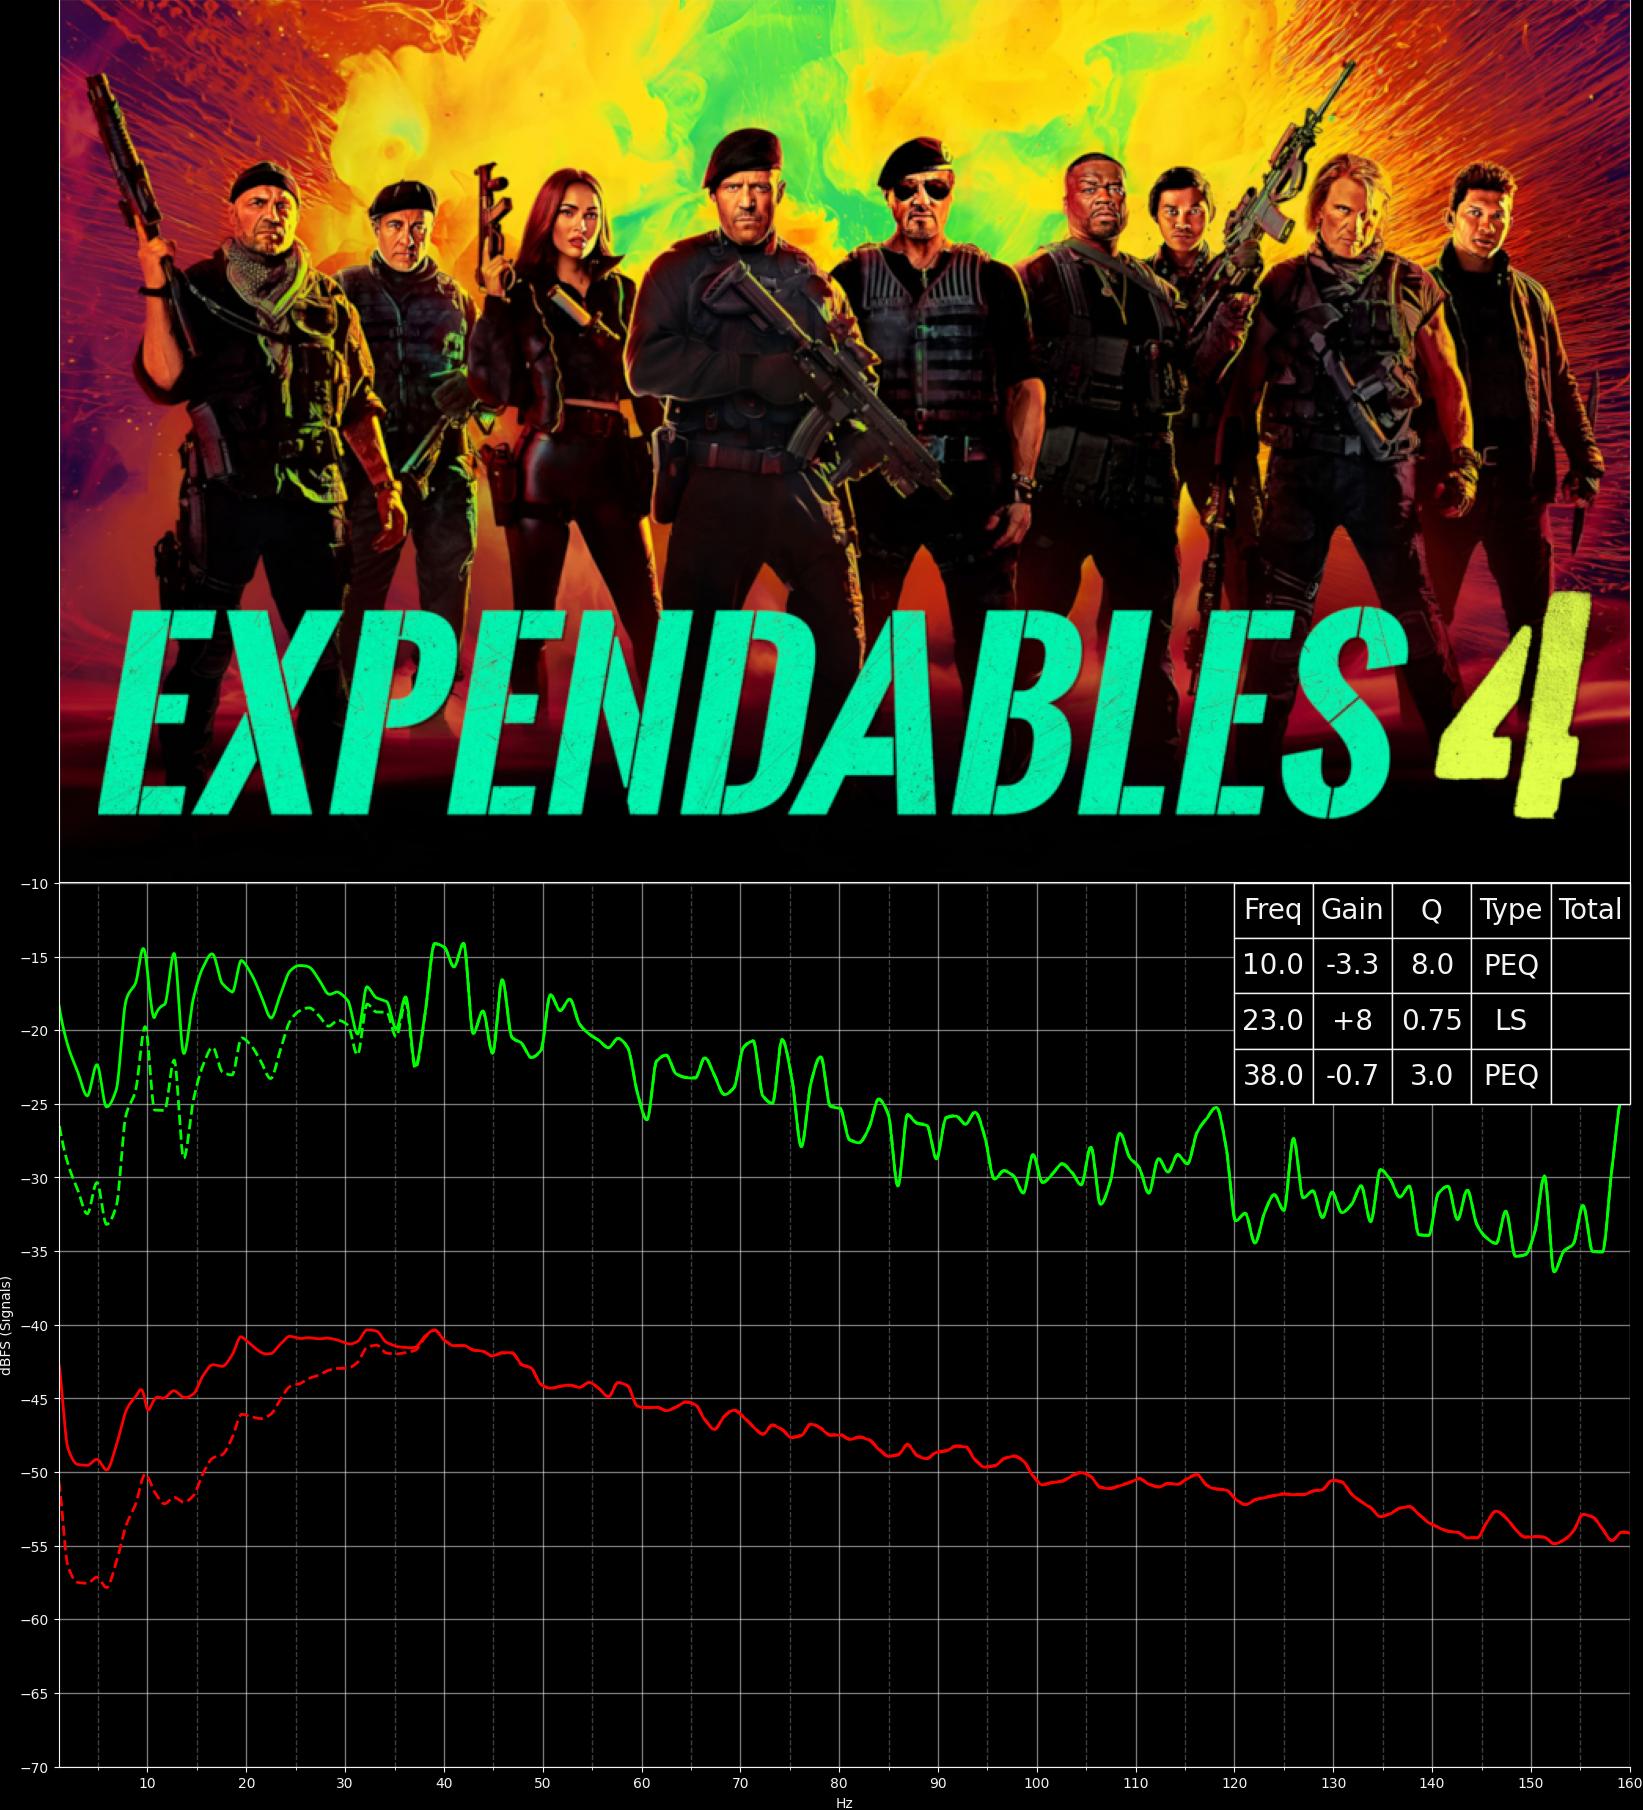 EXPENDABLES 4
−10
−15
−20
−25
−30
−35
−40
−45
−50
−55
−60
−65
−70
dBFS (Signals)
Freq Gain Q Type Total
10.0 -3.3 8.0 PEQ
23.0 +8 0.75 LS
38.0 -0.7 3.0 PEQ
10 20 30 40 50 60 70 80 90 100 110 120 130 140 150 160
Hz